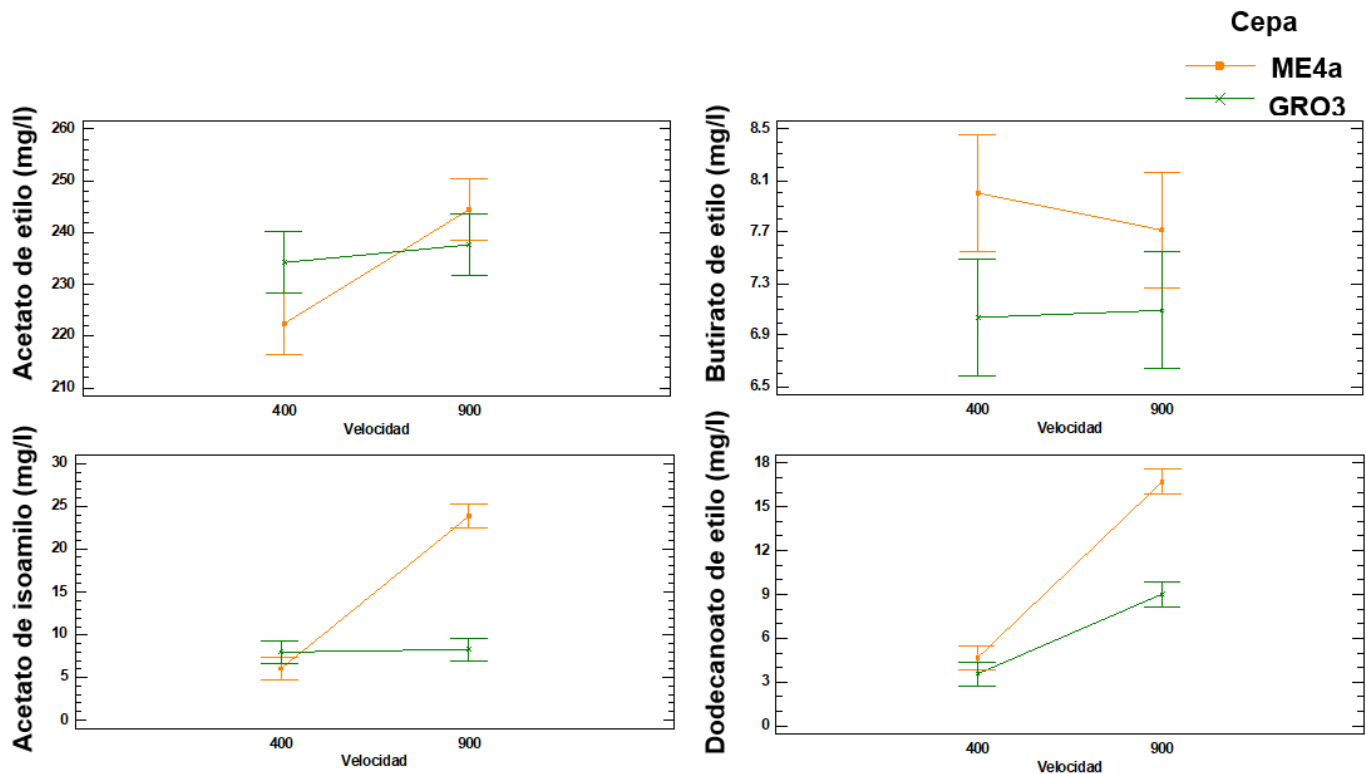 Cepa
ME4a
GRO3
Acetato de etilo (mg/l)
260
250
240
230
220
210
400 900
Velocidad
Butirato de etilo (mg/l)
8.5
8.1
7.7
7.3
6.9
6.5
400 900
Velocidad
Acetato de isoamilo (mg/l)
30
25
20
15
10
5
0
400 900
Velocidad
Dodecanoato de etilo (mg/l)
18
15
12
9
6
3
0
400 900
Velocidad